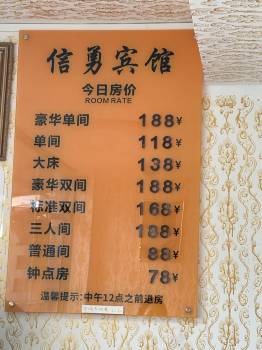 信勇宾馆
今日房价
ROOM RATE
豪华单间 188¥
单间 118¥
大床 138¥
豪华双间 188¥
标准双间 168¥
三人间 188¥
普通间 88¥
钟点房 78¥
温馨提示:中午12点之前退房